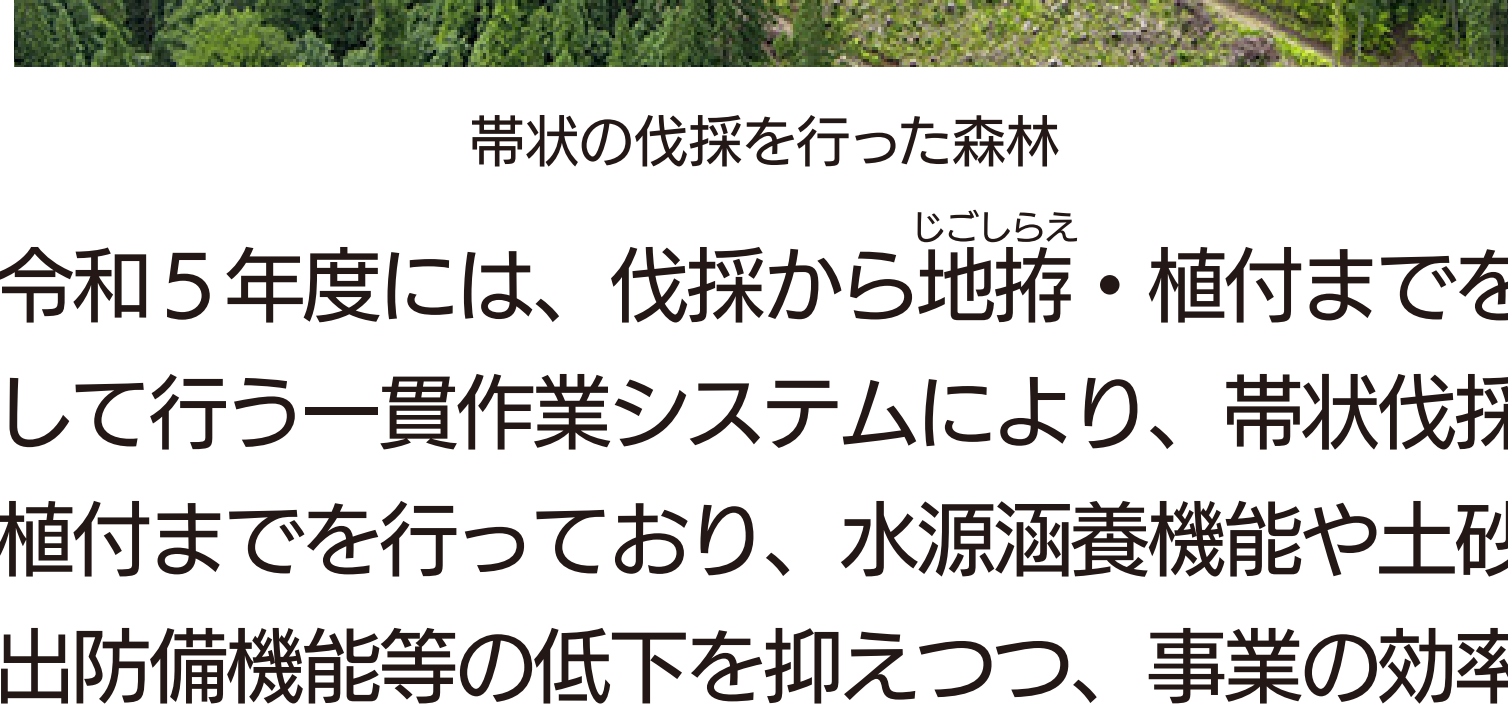 帯状の伐採を行った森林
じごしらえ
令和５年度には、伐採から地拵・植付までを
して行う一貫作業システムにより、帯状伐採
植付までを行っており、水源涵養機能や土砂
出防備機能等の低下を抑えつつ、事業の効率